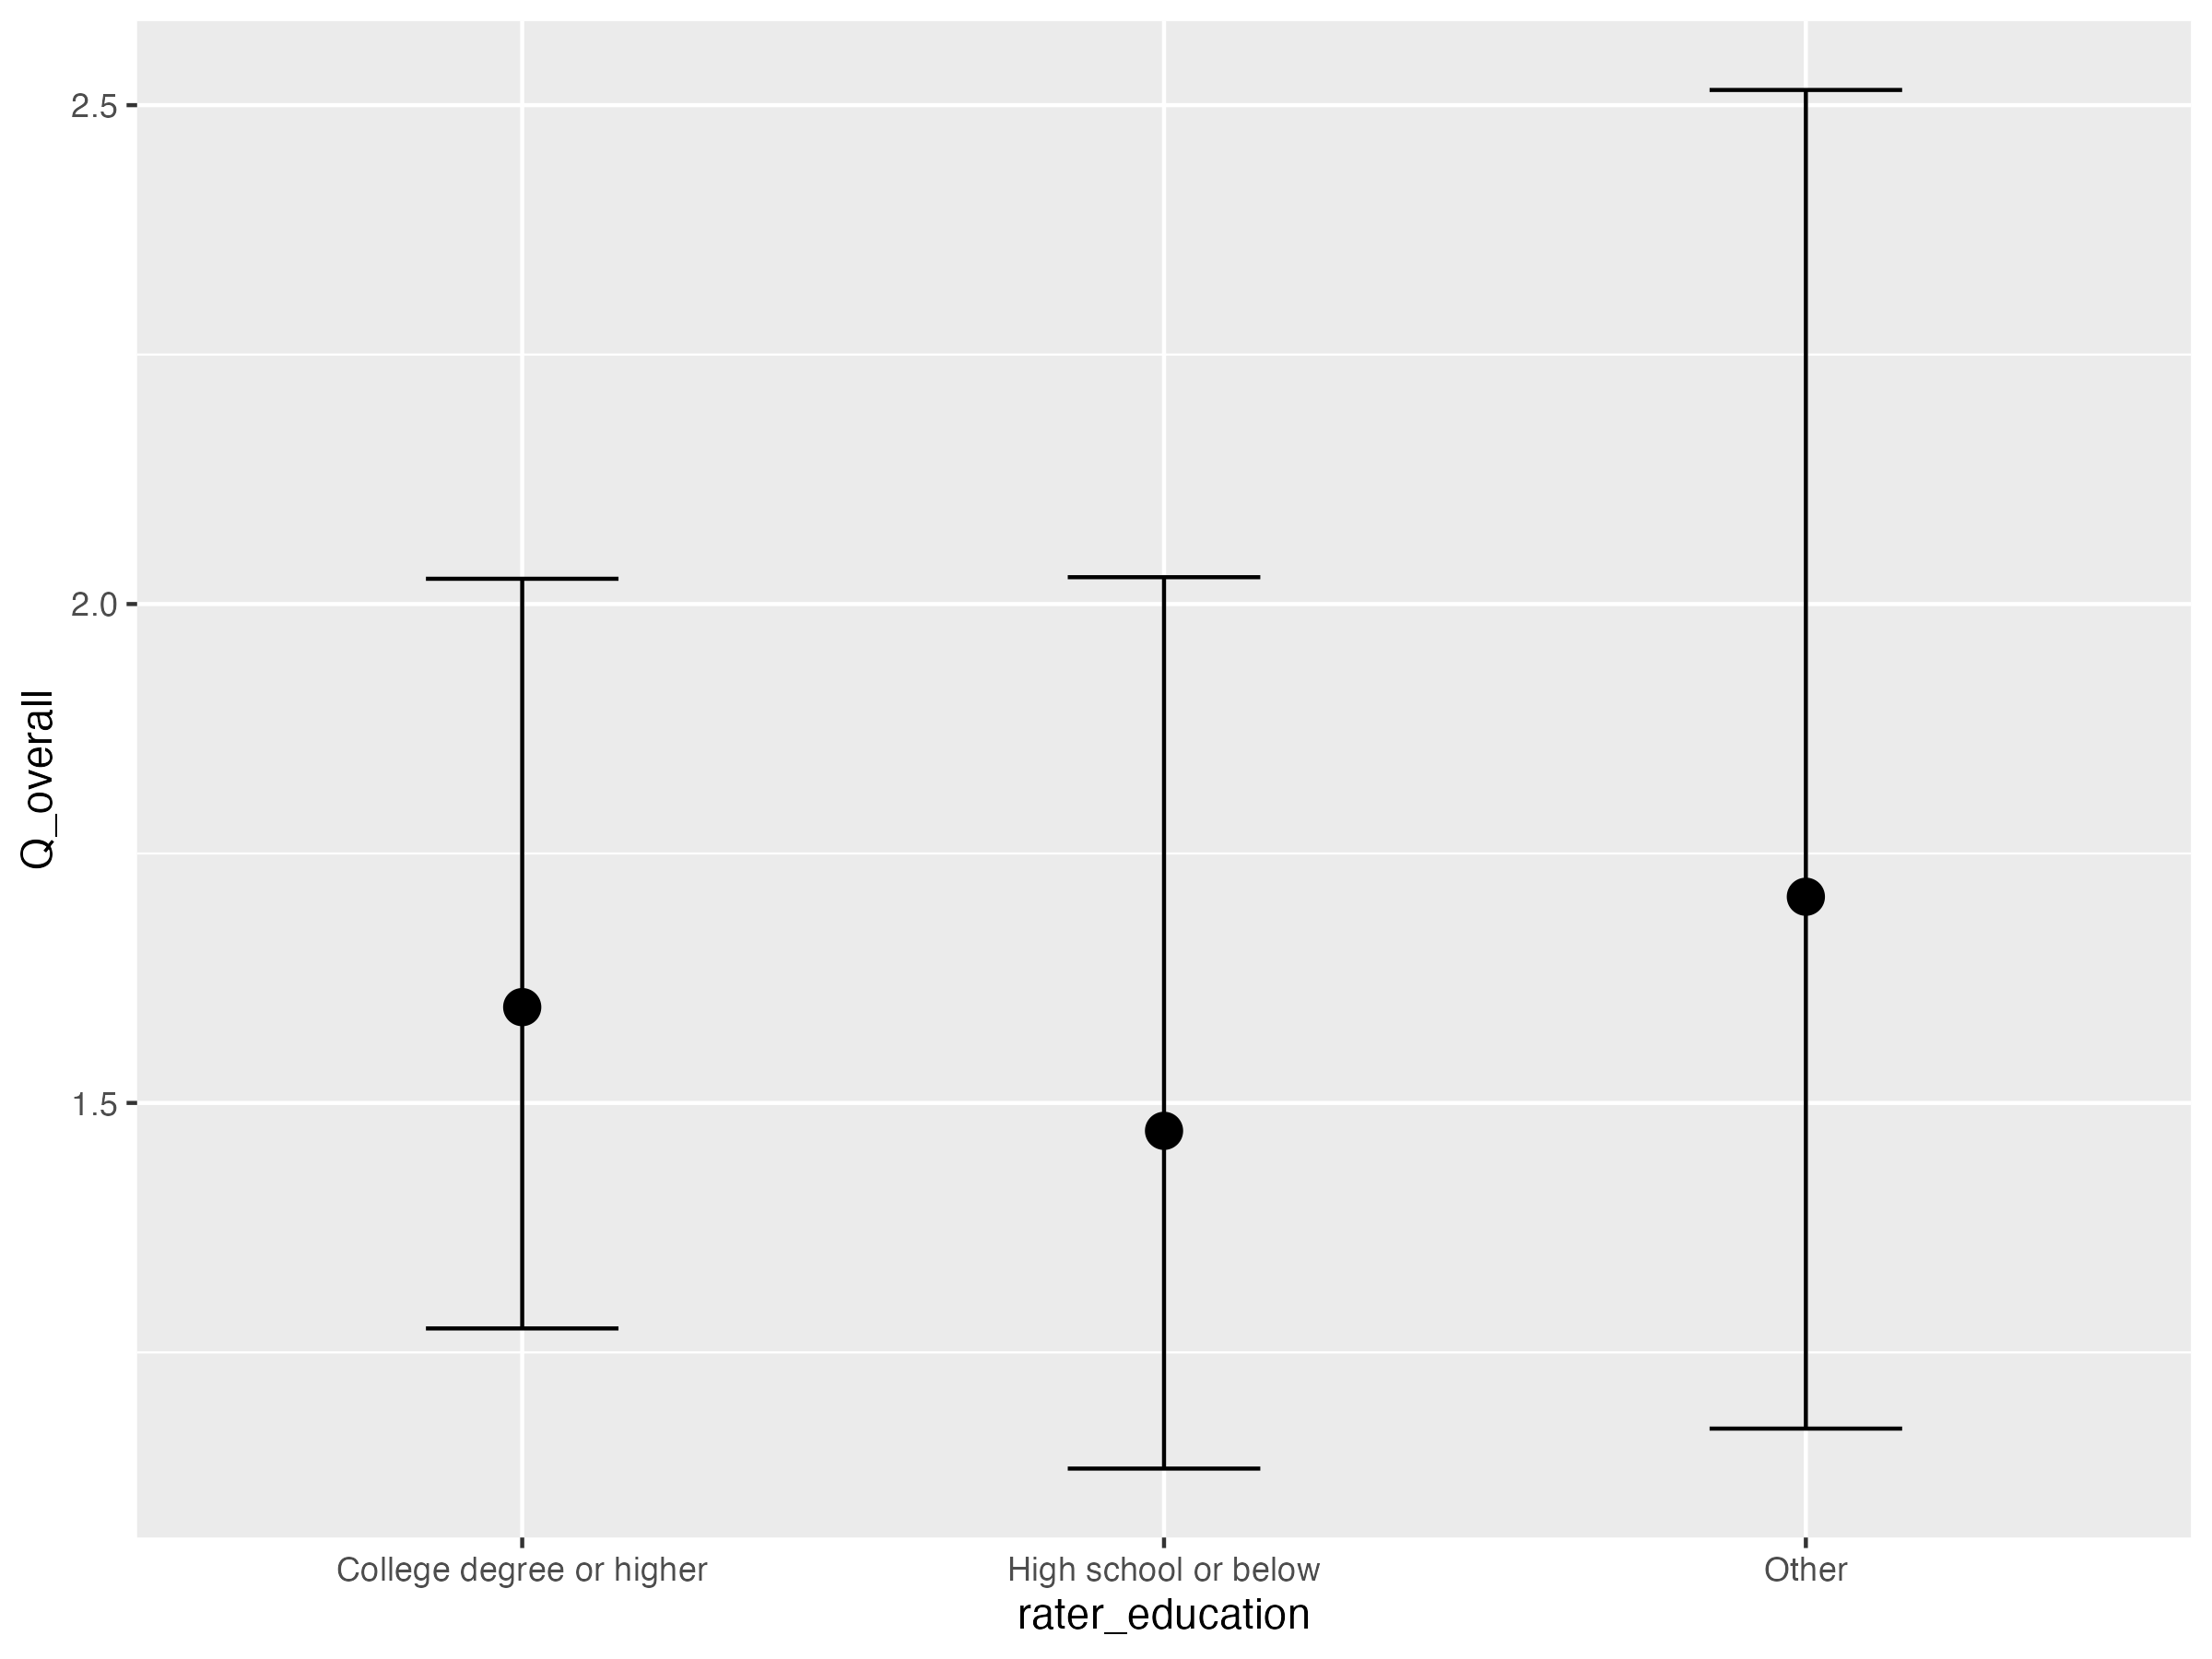 2.5
2.0
1.5
Q_overall
College degree or higher
High school or below
Other
rater_education